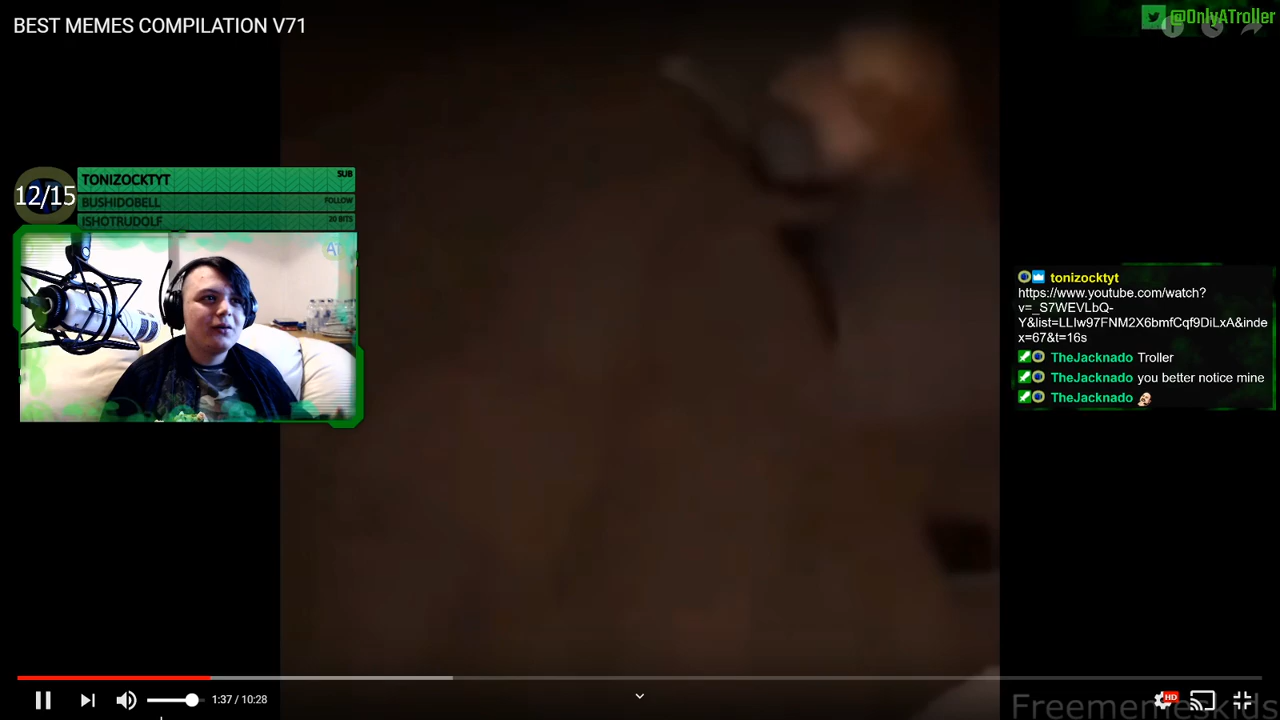 BEST MEMES COMPILATION V71
@OnlyATroller
12/15
TONIZOCKTYT SUB
BUSHIDOBELL FOLLOW
ISHOTRUDOLF 20 BITS
AT
tonizocktyt
https://www.youtube.com/watch?
v=_S7WEVLbQ-
Y&list=LLIw97FNM2X6bmfCqf9DiLxA&inde
x=67&t=16s
TheJacknado Troller
TheJacknado you better notice mine
TheJacknado
1:37 / 10:28
HD
Freememeskids